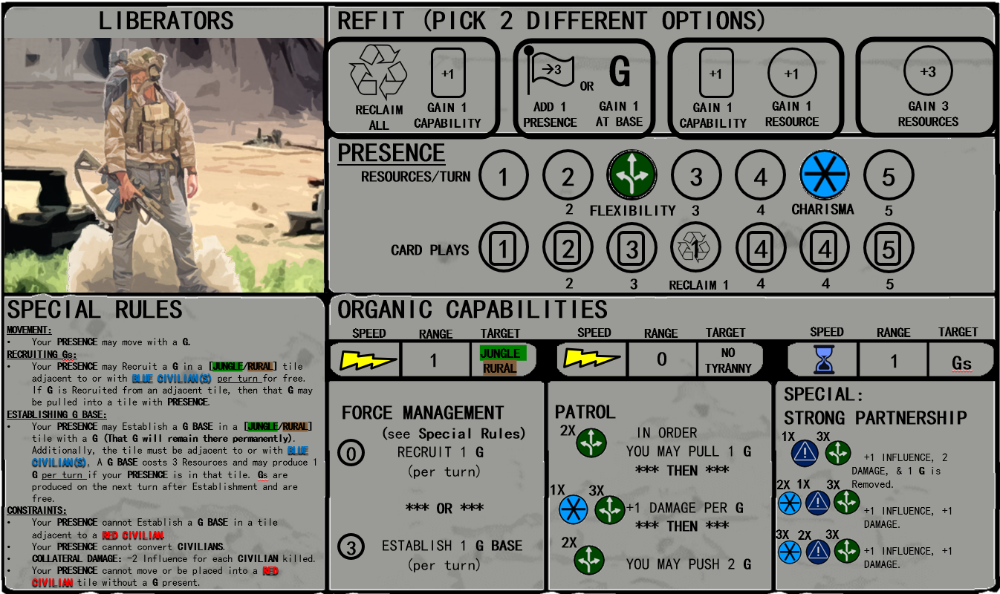 LIBERATORS
REFIT (PICK 2 DIFFERENT OPTIONS)
+1
→3
OR
G
+1
+1
+3
RECLAIM
ALL
GAIN 1
CAPABILITY
ADD 1
PRESENCE
GAIN 1
AT BASE
GAIN 1
CAPABILITY
GAIN 1
RESOURCE
GAIN 3
RESOURCES
PRESENCE
RESOURCES/TURN
1 2 3 4 5
2 FLEXIBILITY 3 4 CHARISMA 5
CARD PLAYS
1 2 3 1 4 4 5
2 3 RECLAIM 1 4 4 5
SPECIAL RULES
MOVEMENT:
• Your PRESENCE may move with a G.
RECRUITING Gs:
• Your PRESENCE may Recruit a G in a [JUNGLE/RURAL] tile
adjacent to or with BLUE CIVILIAN(S) per turn for free.
If G is Recruited from an adjacent tile, then that G may
be pulled into a tile with PRESENCE.
ESTABLISHING G BASE:
• Your PRESENCE may Establish a G BASE in a [JUNGLE/RURAL]
tile with a G (That G will remain there permanently).
Additionally, the tile must be adjacent to or with BLUE
CIVILIAN(S). A G BASE costs 3 Resources and may produce 1
G per turn if your PRESENCE is in that tile. Gs are
produced on the next turn after Establishment and are
free.
CONSTRAINTS:
• Your PRESENCE cannot Establish a G BASE in a tile
adjacent to a RED CIVILIAN.
• Your PRESENCE cannot convert CIVILIANS.
• COLLATERAL DAMAGE: -2 Influence for each CIVILIAN killed.
• Your PRESENCE cannot move or be placed into a RED
CIVILIAN tile without a G present.
ORGANIC CAPABILITIES
SPEED RANGE TARGET
1
JUNGLE
RURAL
FORCE MANAGEMENT
(see Special Rules)
0 RECRUIT 1 G
(per turn)
*** OR ***
3 ESTABLISH 1 G BASE
(per turn)
SPEED RANGE TARGET
0
NO
TYRANNY
PATROL
2X
IN ORDER
YOU MAY PULL 1 G
*** THEN ***
1X 3X
+1 DAMAGE PER G
*** THEN ***
2X
YOU MAY PUSH 2 G
SPEED RANGE TARGET
1 Gs
SPECIAL:
STRONG PARTNERSHIP
1X 3X
+1 INFLUENCE, 2
DAMAGE, & 1 G is
Removed.
2X 1X 3X
+1 INFLUENCE, +1
DAMAGE.
3X 2X 3X
+1 INFLUENCE, +1
DAMAGE.